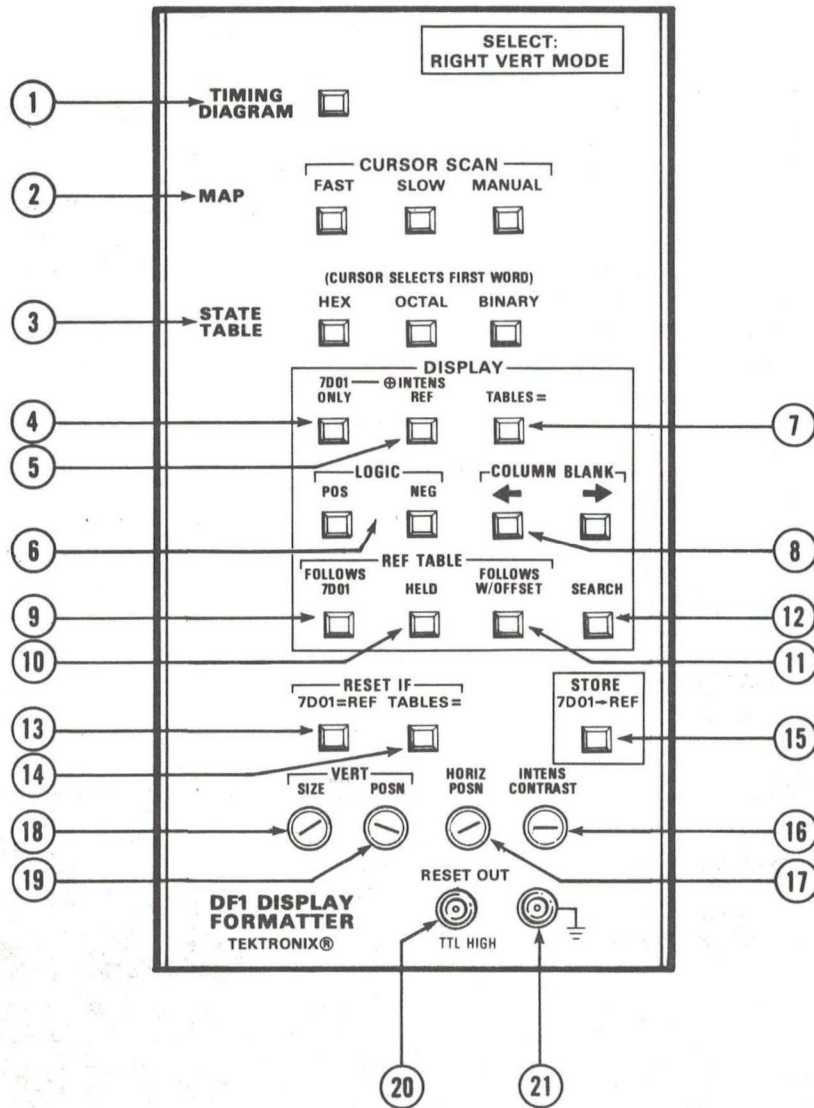 SELECT:
RIGHT VERT MODE
1
TIMING
DIAGRAM
CURSOR SCAN
2
MAP
FAST SLOW MANUAL
(CURSOR SELECTS FIRST WORD)
3
STATE
TABLE
HEX OCTAL BINARY
DISPLAY
7D01 ⊕INTENS
ONLY REF TABLES=
4
5
7
LOGIC COLUMN BLANK
POS NEG ← →
6
8
REF TABLE
FOLLOWS
7D01 HELD FOLLOWS
W/OFFSET SEARCH
9
10
12
11
RESET IF
7D01=REF TABLES=
STORE
7D01→REF
13
14
15
VERT
SIZE POSN
HORIZ
POSN
INTENS
CONTRAST
18
19
16
17
RESET OUT
DF1 DISPLAY
FORMATTER
TEKTRONIX®
TTL HIGH
20
21